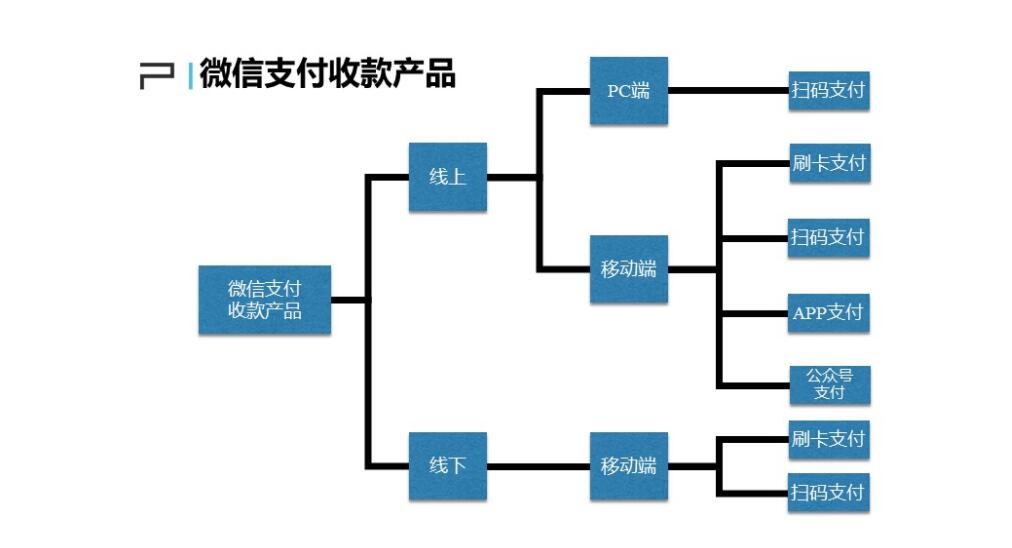 微信支付收款产品
PC端
扫码支付
刷卡支付
线上
扫码支付
移动端
微信支付
收款产品
APP支付
公众号
支付
刷卡支付
线下
移动端
扫码支付